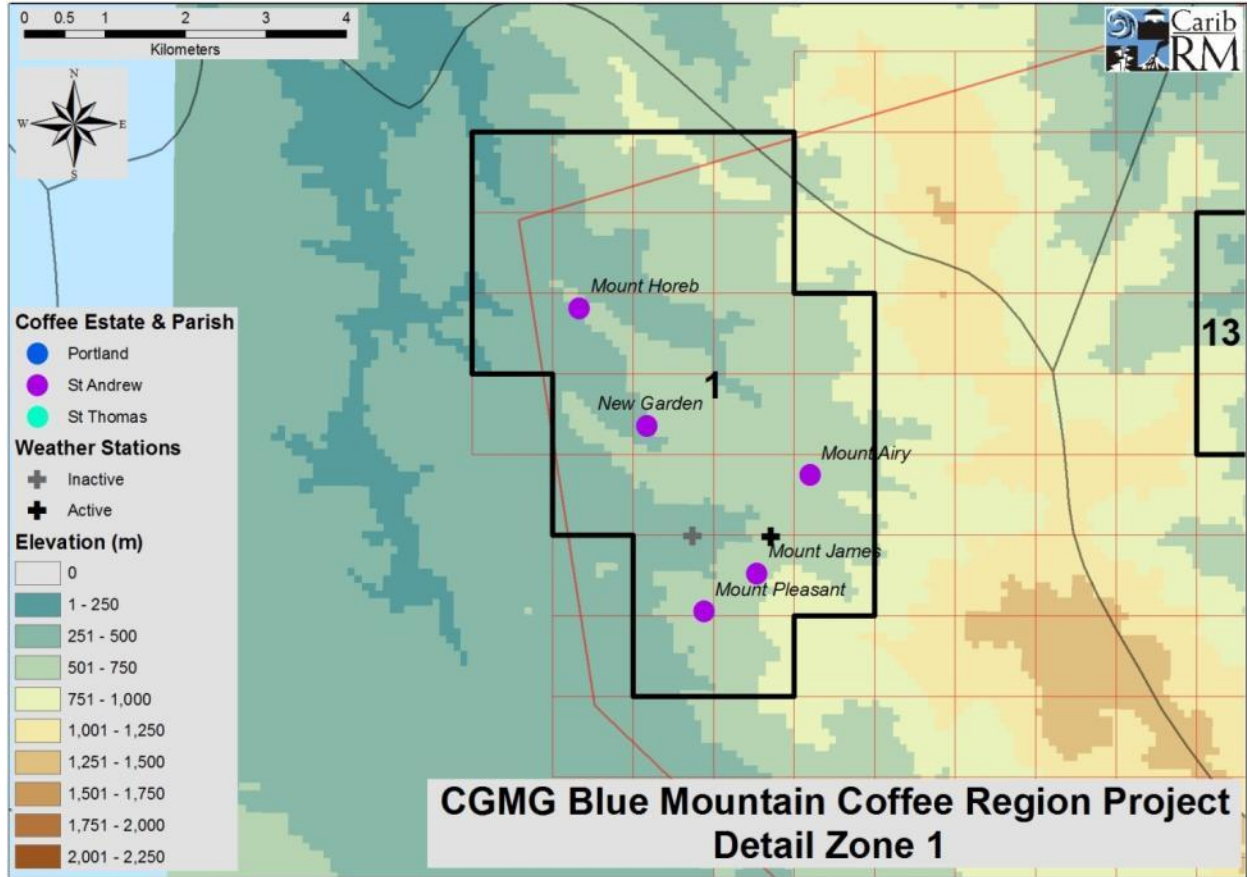 0 0.5 1 2 3 4
Kilometers
N
W E
S
Carib
RM
Mount Horeb
13
1
New Garden
Mount Airy
Mount James
Mount Pleasant
Coffee Estate & Parish
Portland
St Andrew
St Thomas
Weather Stations
Inactive
Active
Elevation (m)
0
1 - 250
251 - 500
501 - 750
751 - 1,000
1,001 - 1,250
1,251 - 1,500
1,501 - 1,750
1,751 - 2,000
2,001 - 2,250
CGMG Blue Mountain Coffee Region Project
Detail Zone 1